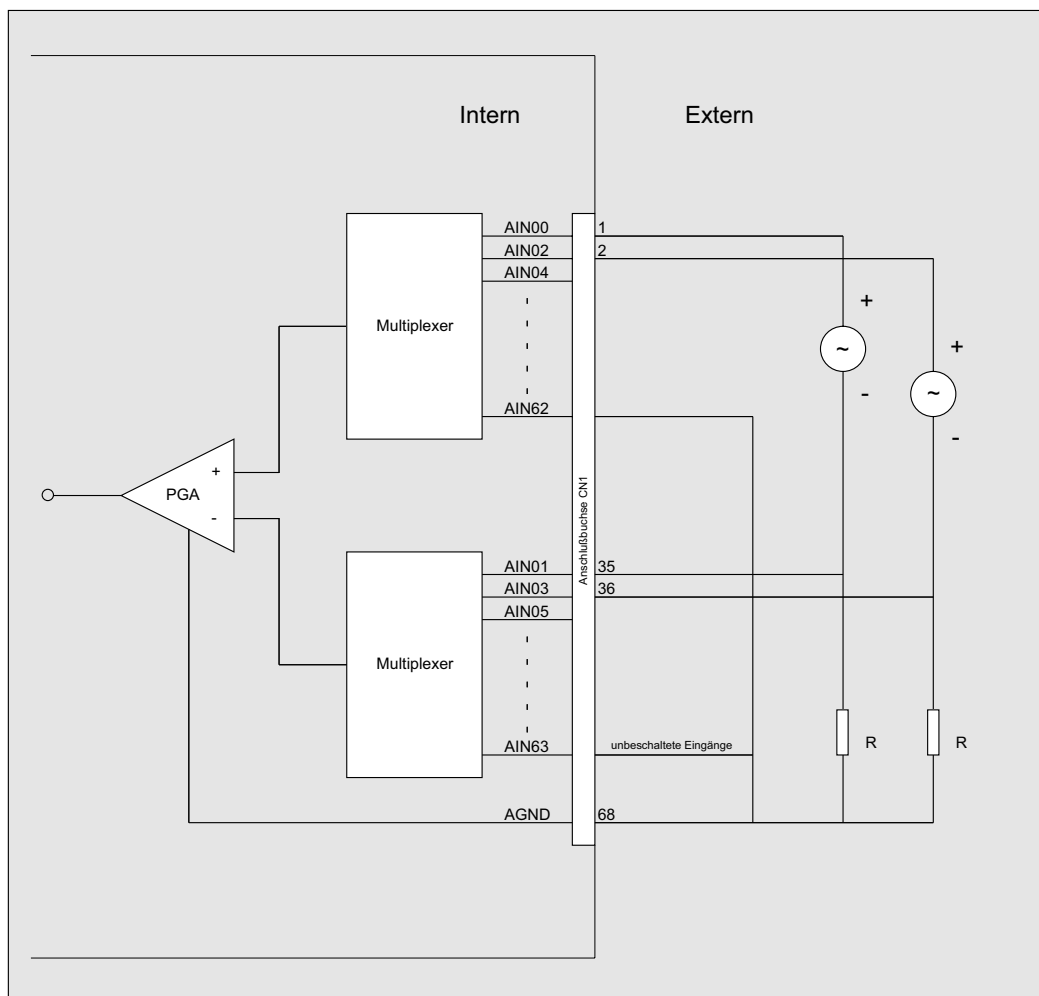 Intern Extern
AIN00 1
AIN02 2
AIN04
+
Multiplexer
~
+
-
~
AIN62
-
+
PGA
-
Anschlußbuchse CN1
AIN01 35
AIN03 36
AIN05
Multiplexer
R R
AIN63 unbeschaltete Eingänge
AGND 68